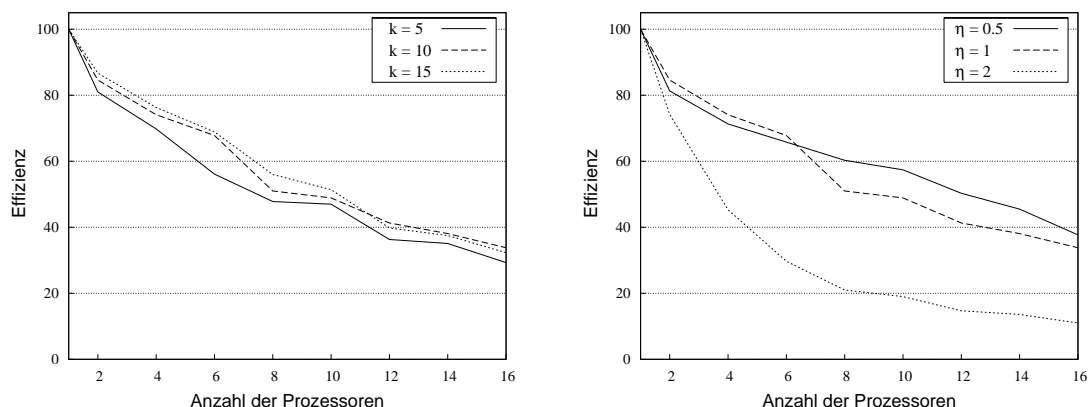 100
80
60
40
20
0
Effizienz
k = 5
k = 10
k = 15
2 4 6 8 10 12 14 16
Anzahl der Prozessoren
100
80
60
40
20
0
Effizienz
η = 0.5
η = 1
η = 2
2 4 6 8 10 12 14 16
Anzahl der Prozessoren